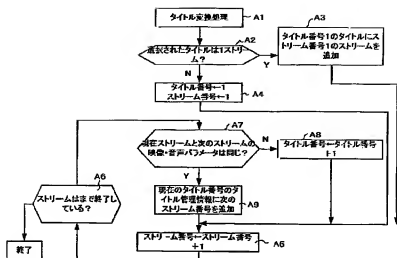 タイトル変換処理
A1
A2
選択されたタイトルは1ストリーム?
Y
N
A3
タイトル番号1のタイトルに
ストリーム番号1のストリームを
追加
タイトル番号←1
ストリーム番号←1
A4
A7
現在ストリームと次のストリームの
映像・音声パラメータは同じ?
N
Y
A8
タイトル番号←タイトル番号
+1
現在のタイトル番号のタ
イトル管理情報に次の
ストリーム番号を追加
A9
A6
ストリームはまで終了し
ている?
終了
ストリーム番号←ストリーム番号
+1
A6